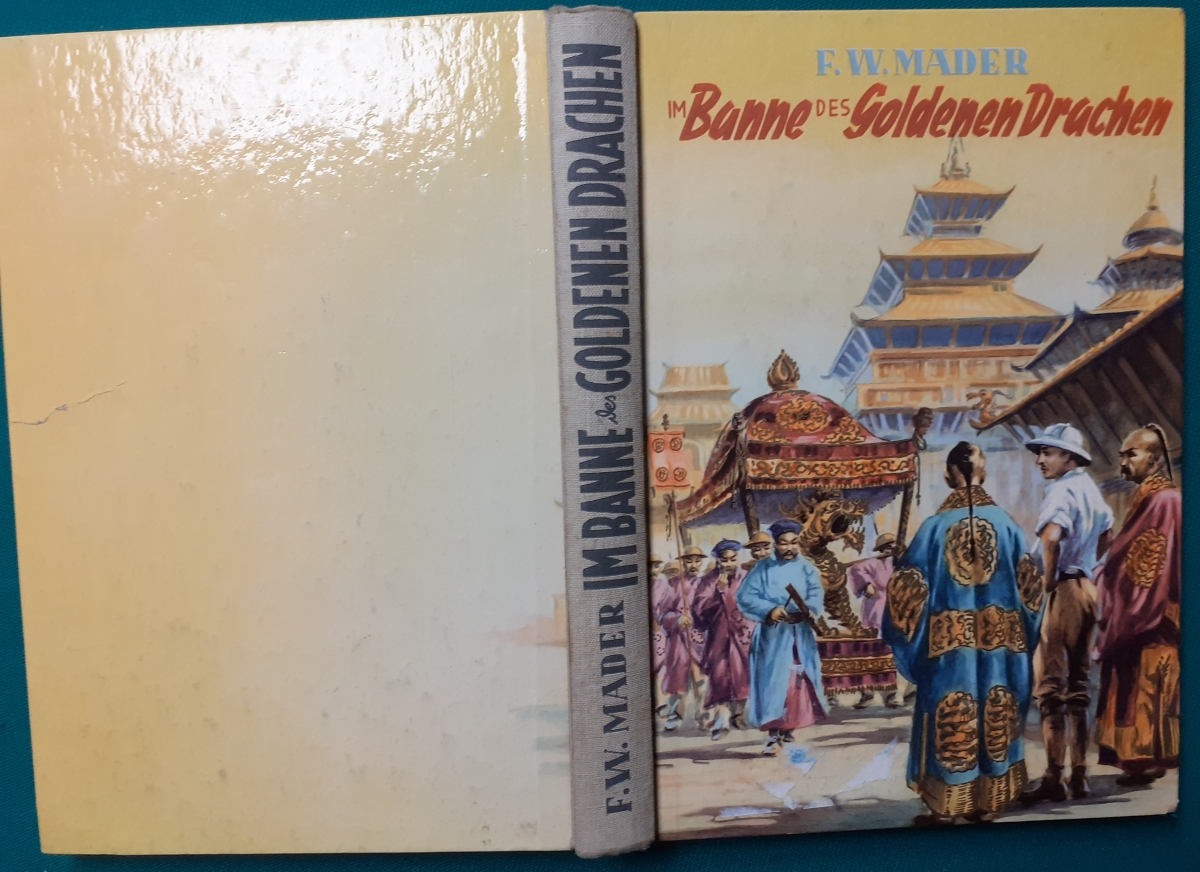 F. W. MADER IM BANNE des GOLDENEN DRACHEN
F. W. MADER
IM Banne DES Goldenen Drachen